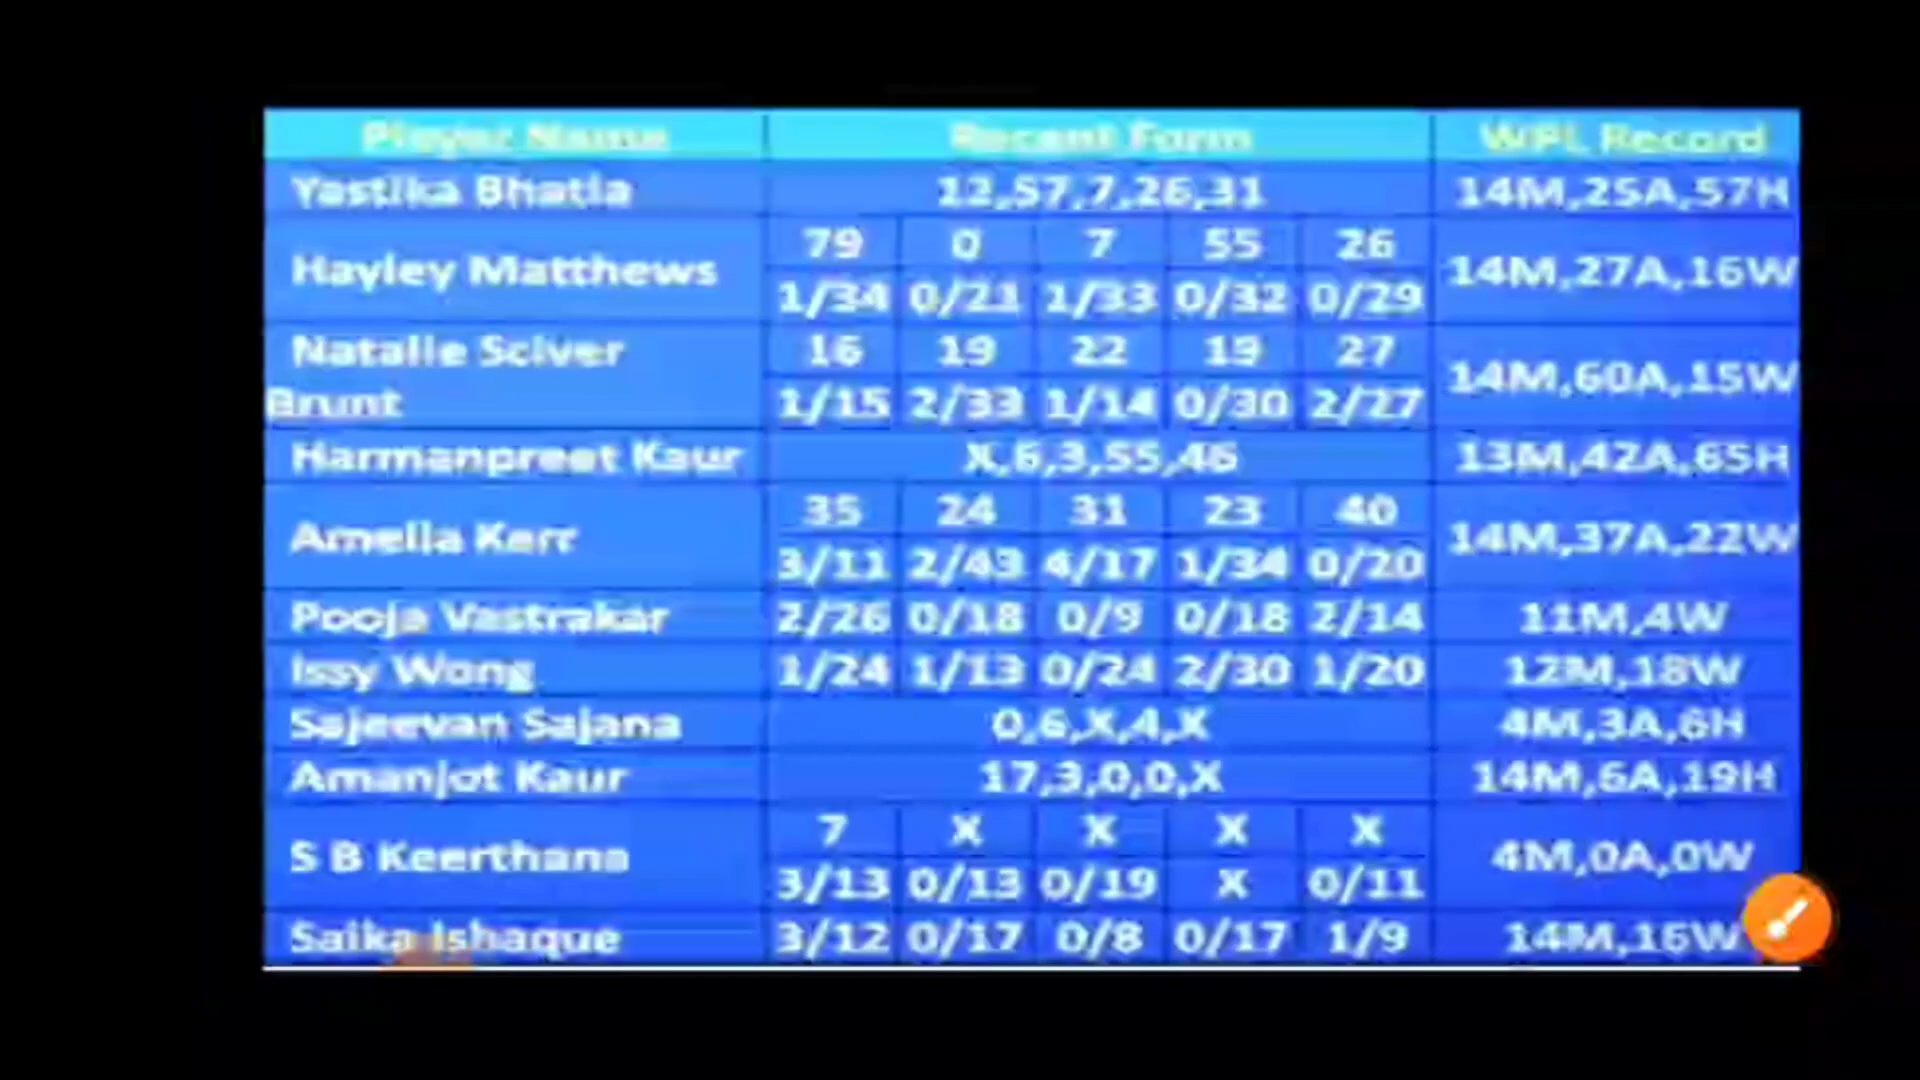 Player Name Recent Form WPL Record
Yastika Bhatia 12,57,7,26,31 14M,25A,57H
Hayley Matthews 79 0 7 55 26 14M,27A,16W
1/34 0/21 1/33 0/32 0/29
Natalie Sciver Brunt 16 19 22 19 27 14M,60A,15W
1/15 2/33 1/14 0/30 2/27
Harmanpreet Kaur X,6,3,55,46 13M,42A,65H
Amelia Kerr 35 24 31 23 40 14M,37A,22W
3/11 2/43 4/17 1/34 0/20
Pooja Vastrakar 2/26 0/18 0/9 0/18 2/14 11M,4W
Issy Wong 1/24 1/13 0/24 2/30 1/20 12M,18W
Sajeevan Sajana 0,6,X,4,X 4M,3A,6H
Amanjot Kaur 17,3,0,0,X 14M,6A,19H
S B Keerthana 7 X X X X 4M,0A,0W
3/13 0/13 0/19 X 0/11
Saika Ishaque 3/12 0/17 0/8 0/17 1/9 14M,16W